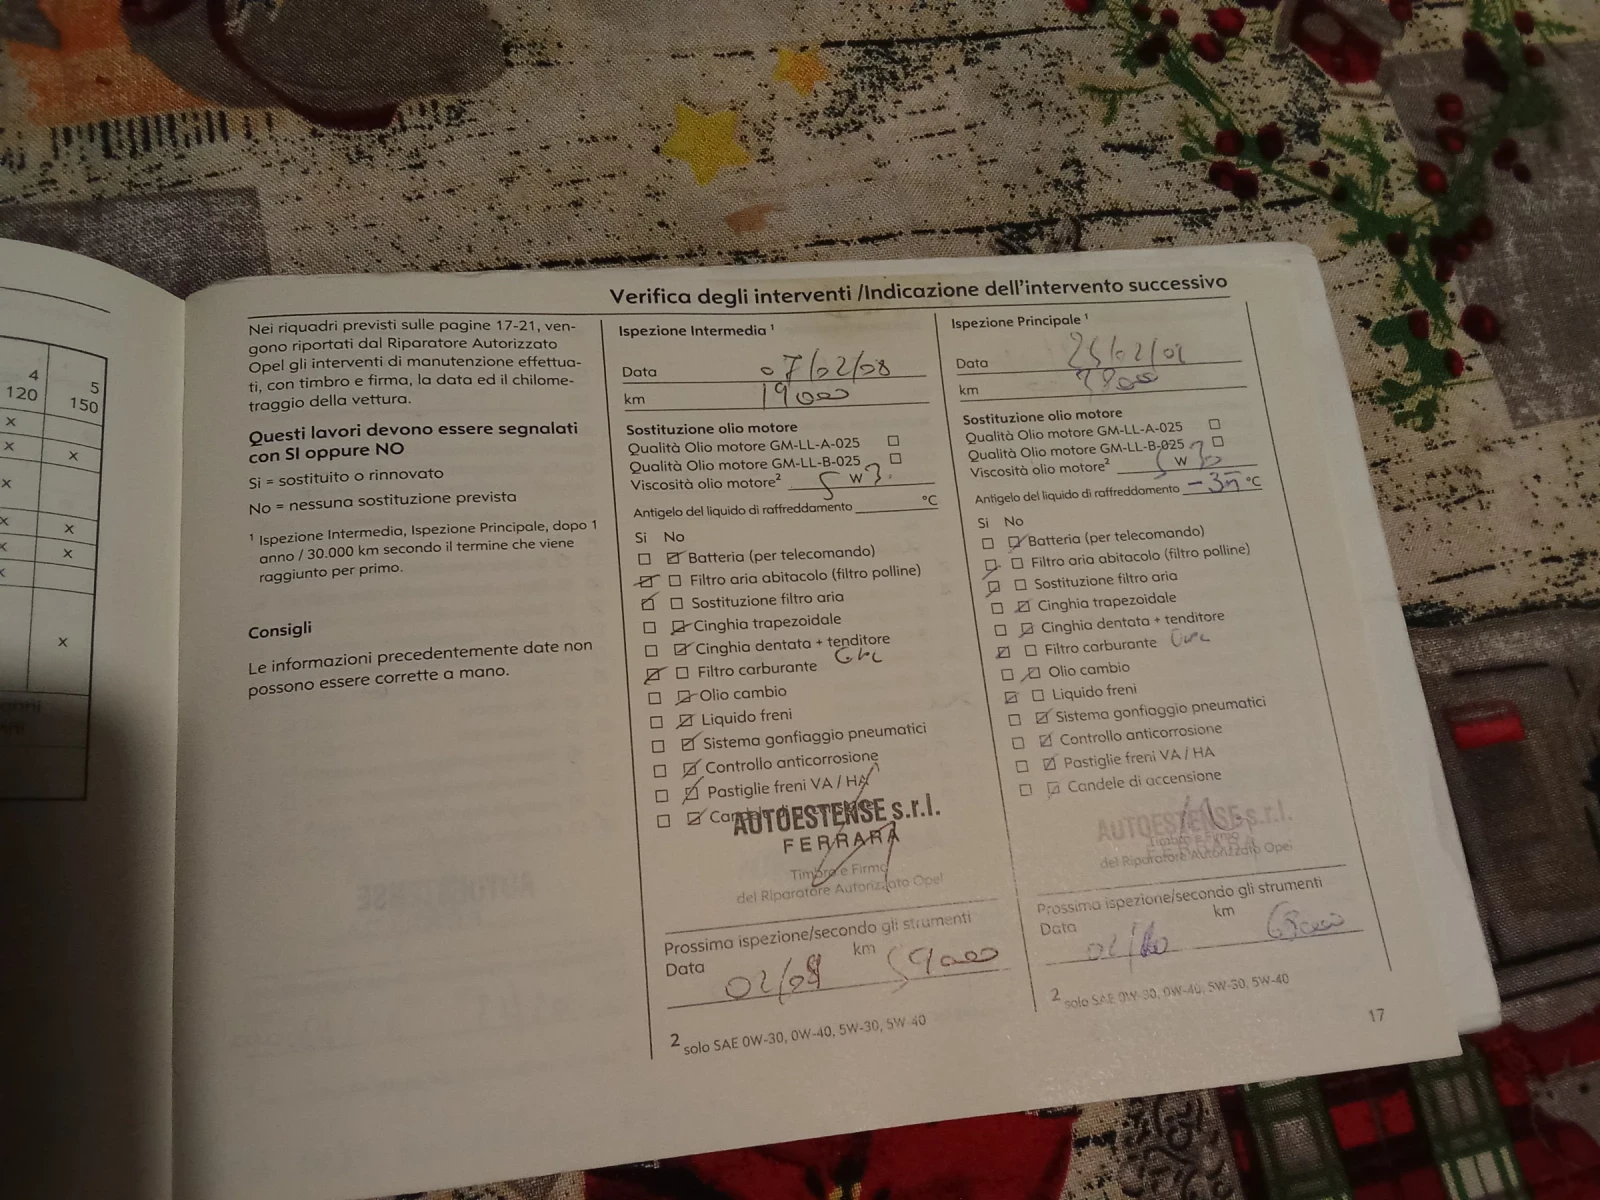 4
120
5
150
x
x
x
x
x
x
x
x
x
Verifica degli interventi /Indicazione dell'intervento successivo
Nei riquadri previsti sulle pagine 17-21, ven-
gono riportati dal Riparatore Autorizzato
Opel gli interventi di manutenzione effettua-
ti, con timbro e firma, la data ed il chilome-
traggio della vettura.
Questi lavori devono essere segnalati
con SI oppure NO
Si = sostituito o rinnovato
No = nessuna sostituzione prevista
1 Ispezione Intermedia, Ispezione Principale, dopo 1
anno / 30.000 km secondo il termine che viene
raggiunto per primo.
Consigli
Le informazioni precedentemente date non
possono essere corrette a mano.
Ispezione Intermedia 1
Data 07/02/08
km 19000
Sostituzione olio motore
Qualità Olio motore GM-LL-A-025
Qualità Olio motore GM-LL-B-025
Viscosità olio motore2 5 W 3
Antigelo del liquido di raffreddamento °C
Si No
Batteria (per telecomando)
Filtro aria abitacolo (filtro polline)
Sostituzione filtro aria
Cinghia trapezoidale
Cinghia dentata + tenditore
Filtro carburante
Olio cambio
Liquido freni
Sistema gonfiaggio pneumatici
Controllo anticorrosione
Pastiglie freni VA / HA
AUTOESTENSE s.r.l.
FERRARA
Timbro e Firma
del Riparatore Autorizzato Opel
Prossima ispezione/secondo gli strumenti
Data 02/09 km 59000
2 solo SAE 0W-30, 0W-40, 5W-30, 5W-40
Ispezione Principale 1
Data
km
Sostituzione olio motore
Qualità Olio motore GM-LL-A-025
Qualità Olio motore GM-LL-B-025
Viscosità olio motore2 5 W 30
Antigelo del liquido di raffreddamento °C
Si No
Batteria (per telecomando)
Filtro aria abitacolo (filtro polline)
Sostituzione filtro aria
Cinghia trapezoidale
Cinghia dentata + tenditore
Filtro carburante
Olio cambio
Liquido freni
Sistema gonfiaggio pneumatici
Controllo anticorrosione
Pastiglie freni VA / HA
Candele di accensione
AUTOESTENSE s.r.l.
del Riparatore Autorizzato Opel
Prossima ispezione/secondo gli strumenti
Data 02/10 km 68000
2 solo SAE 0W-30, 0W-40, 5W-30, 5W-40
17